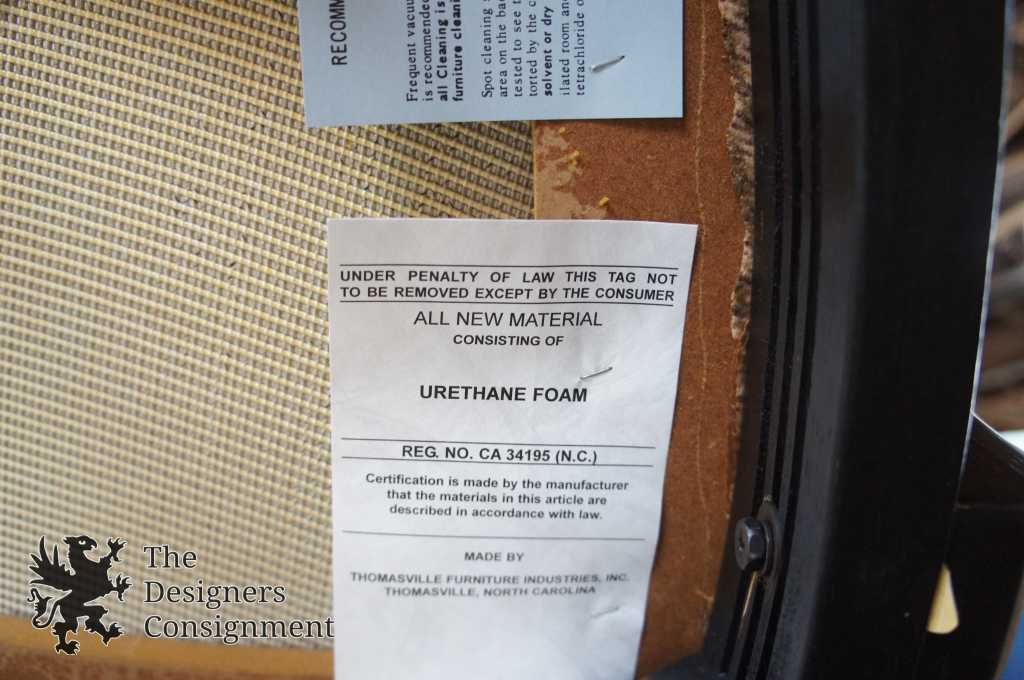 RECOMM
Frequent vacuu
is recommended
all Cleaning is
furniture cleani
Spot cleaning
area on the ba
tested to see t
torted by the c
solvent or dry
ilated room and
tetrachloride o
UNDER PENALTY OF LAW THIS TAG NOT
TO BE REMOVED EXCEPT BY THE CONSUMER
ALL NEW MATERIAL
CONSISTING OF
URETHANE FOAM
REG. NO. CA 34195 (N.C.)
Certification is made by the manufacturer
that the materials in this article are
described in accordance with law.
MADE BY
THOMASVILLE FURNITURE INDUSTRIES, INC.
THOMASVILLE, NORTH CAROLINA
The
Designers
Consignment